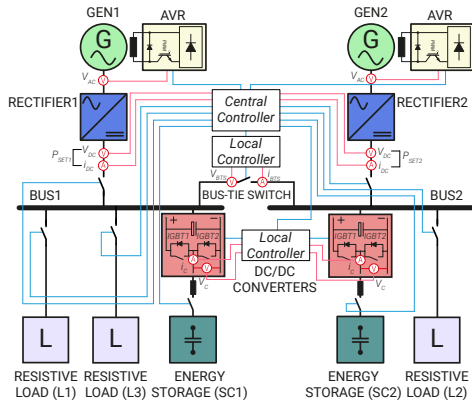 GEN1
AVR
GEN2
AVR
G
PWM
G
PWM
V_AC
V
V_AC
V
RECTIFIER1
Central
Controller
RECTIFIER2
Local
Controller
P_SET1
V_DC
V
i_DC
A
V_DC
V
i_DC
A
P_SET2
V_BTS
V
A
i_BTS
BUS1
BUS-TIE SWITCH
BUS2
+
−
IGBT1
IGBT2
A
i_C
V
V_C
Local
Controller
DC/DC
CONVERTERS
+
−
IGBT1
IGBT2
A
i_C
V
V_C
L
L
L
RESISTIVE
LOAD (L1)
RESISTIVE
LOAD (L3)
ENERGY
STORAGE (SC1)
ENERGY
STORAGE (SC2)
RESISTIVE
LOAD (L2)